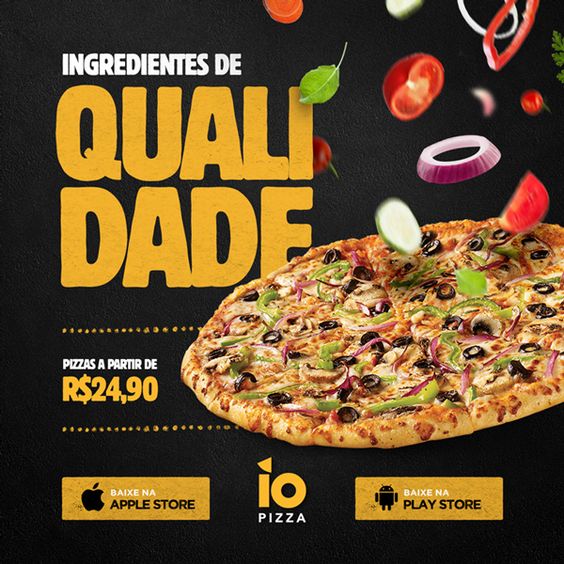 INGREDIENTES DE
QUALI
DADE
PIZZAS A PARTIR DE
R$24,90
BAIXE NA
APPLE STORE
io
PIZZA
BAIXE NA
PLAY STORE